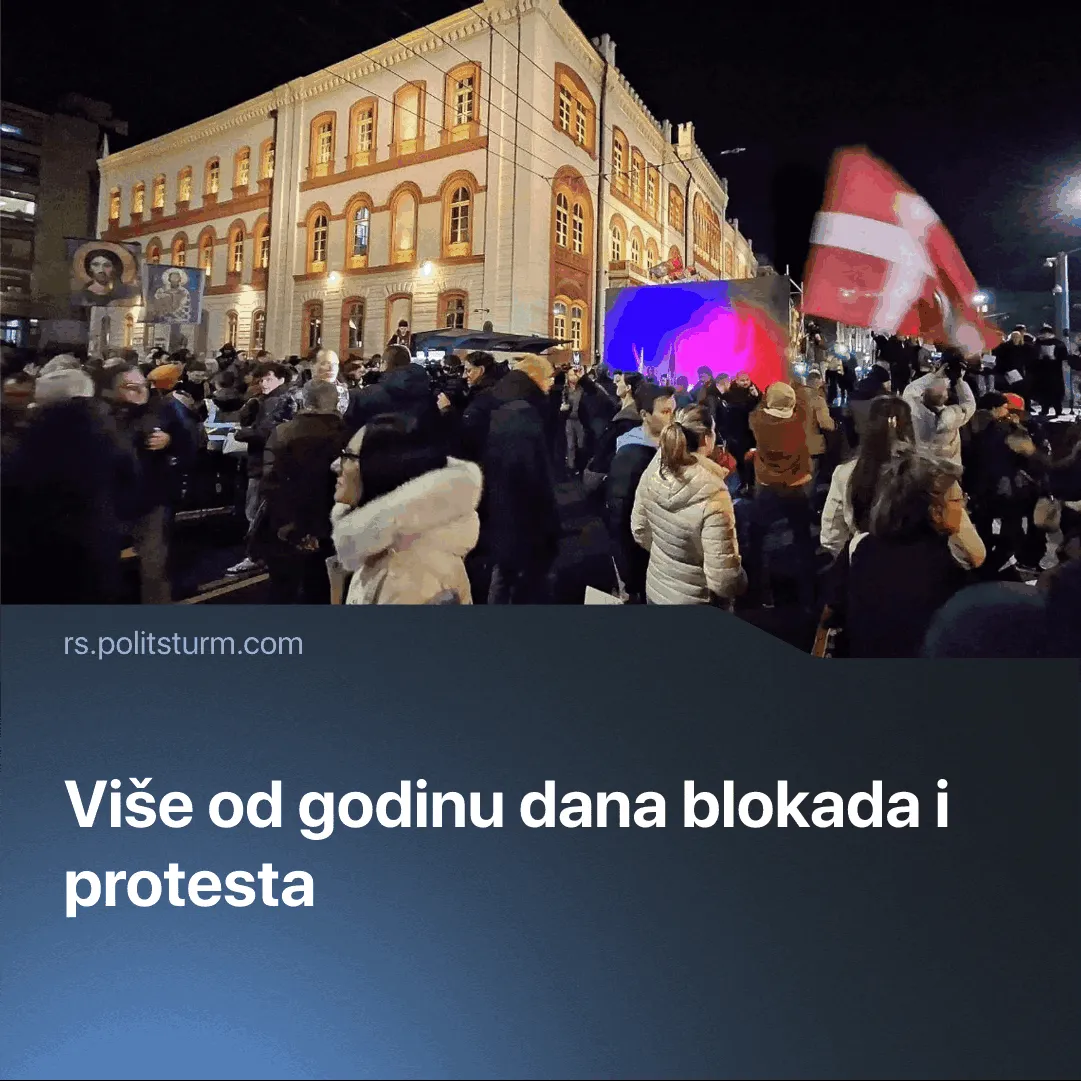 rs.politsturm.com
Više od godinu dana blokada i
protesta